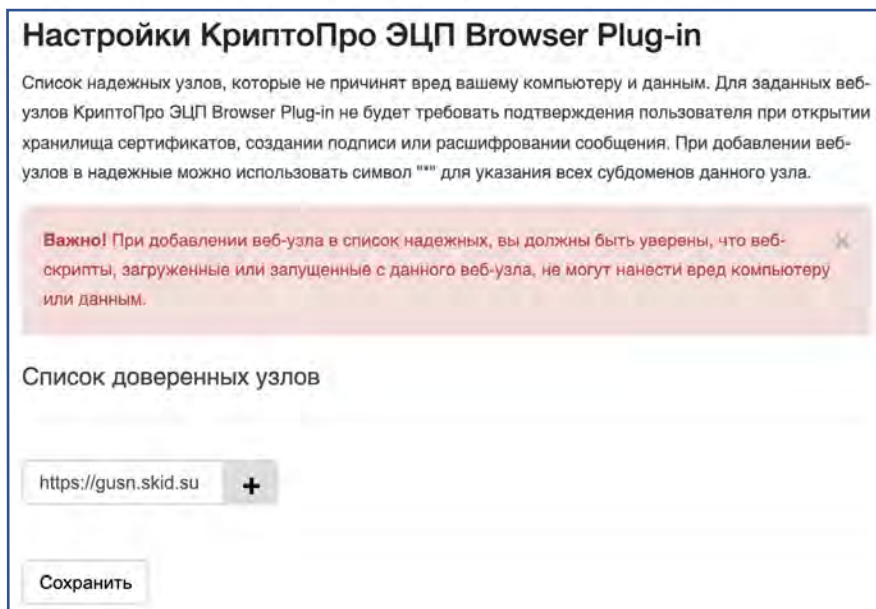 Настройки КриптоПро ЭЦП Browser Plug-in
Список надежных узлов, которые не причинят вред вашему компьютеру и данным. Для заданных веб-
узлов КриптоПро ЭЦП Browser Plug-in не будет требовать подтверждения пользователя при открытии
хранилища сертификатов, создании подписи или расшифровании сообщения. При добавлении веб-
узлов в надежные можно использовать символ "*" для указания всех субдоменов данного узла.
Важно! При добавлении веб-узла в список надежных, вы должны быть уверены, что веб-
скрипты, загруженные или запущенные с данного веб-узла, не могут нанести вред компьютеру
или данным.
Список доверенных узлов
https://gusn.skid.su +
Сохранить